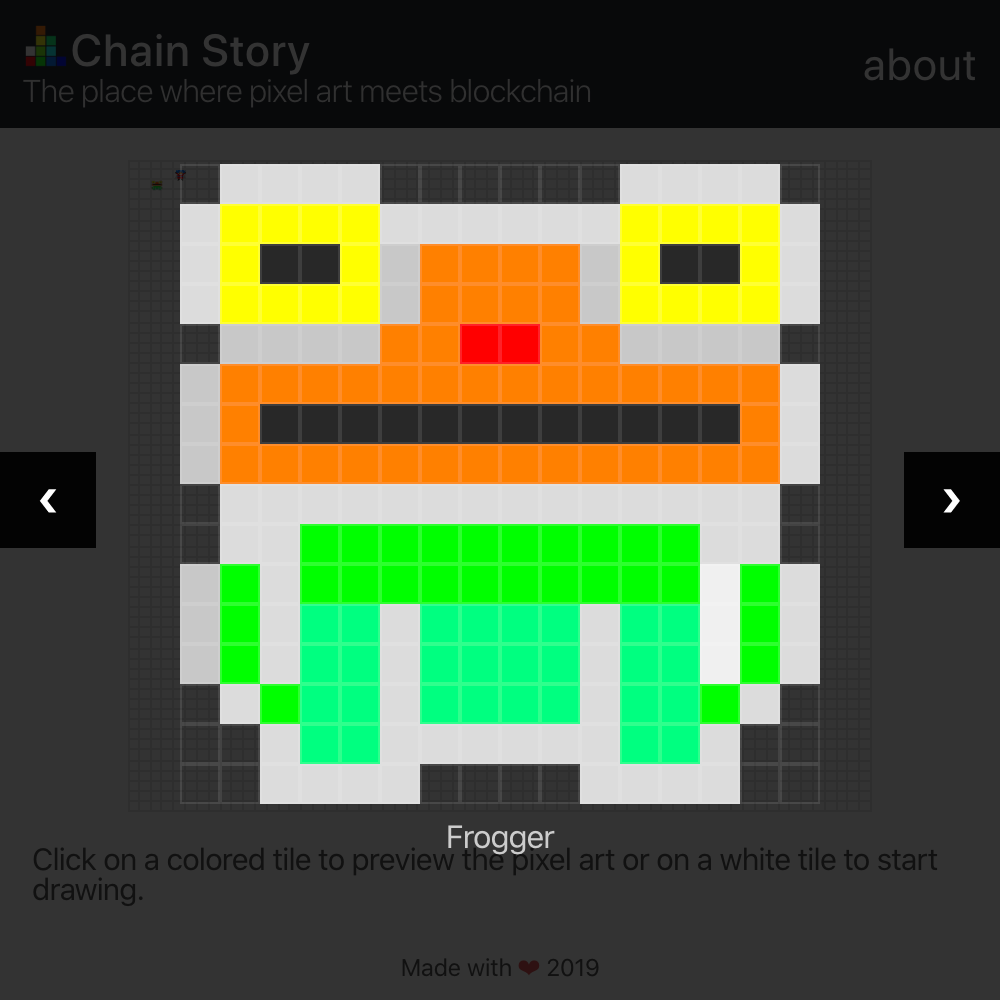 Chain Story
The place where pixel art meets blockchain
about
‹
›
Frogger
Click on a colored tile to preview the pixel art or on a white tile to start
drawing.
Made with ❤ 2019